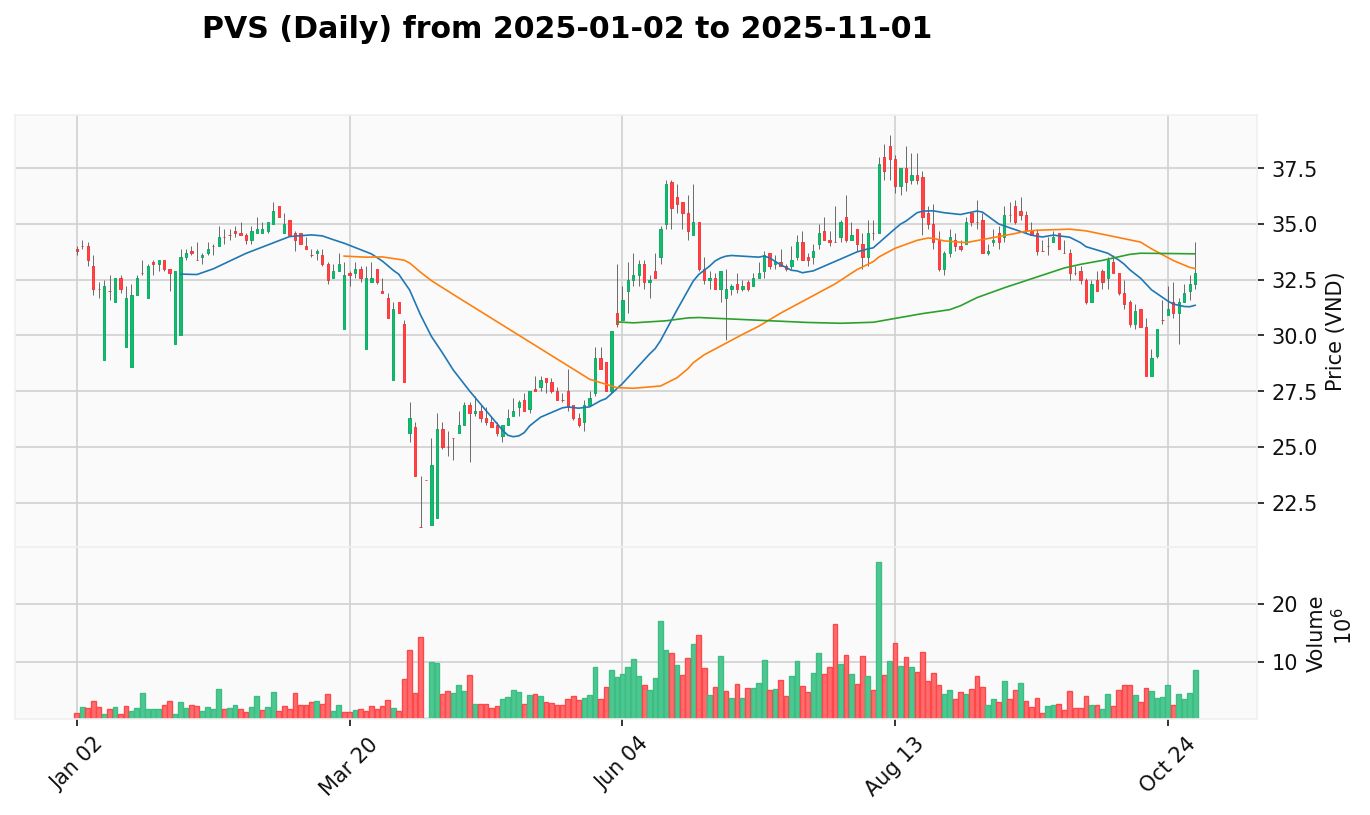 PVS (Daily) from 2025-01-02 to 2025-11-01
37.5
35.0
32.5
30.0
27.5
25.0
22.5
Price (VND)
20
10
Volume
10^6
Jan 02
Mar 20
Jun 04
Aug 13
Oct 24